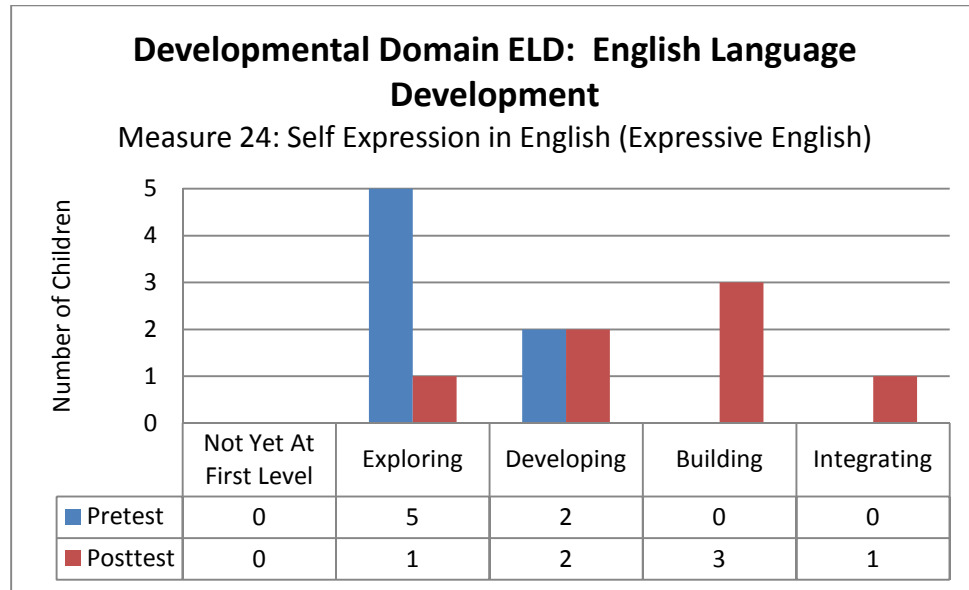 Developmental Domain ELD:  English Language
Development
Measure 24: Self Expression in English (Expressive English)
Number of Children
5
4
3
2
1
0
Not Yet At
First Level
Exploring
Developing
Building
Integrating
Pretest 0 5 2 0 0
Posttest 0 1 2 3 1